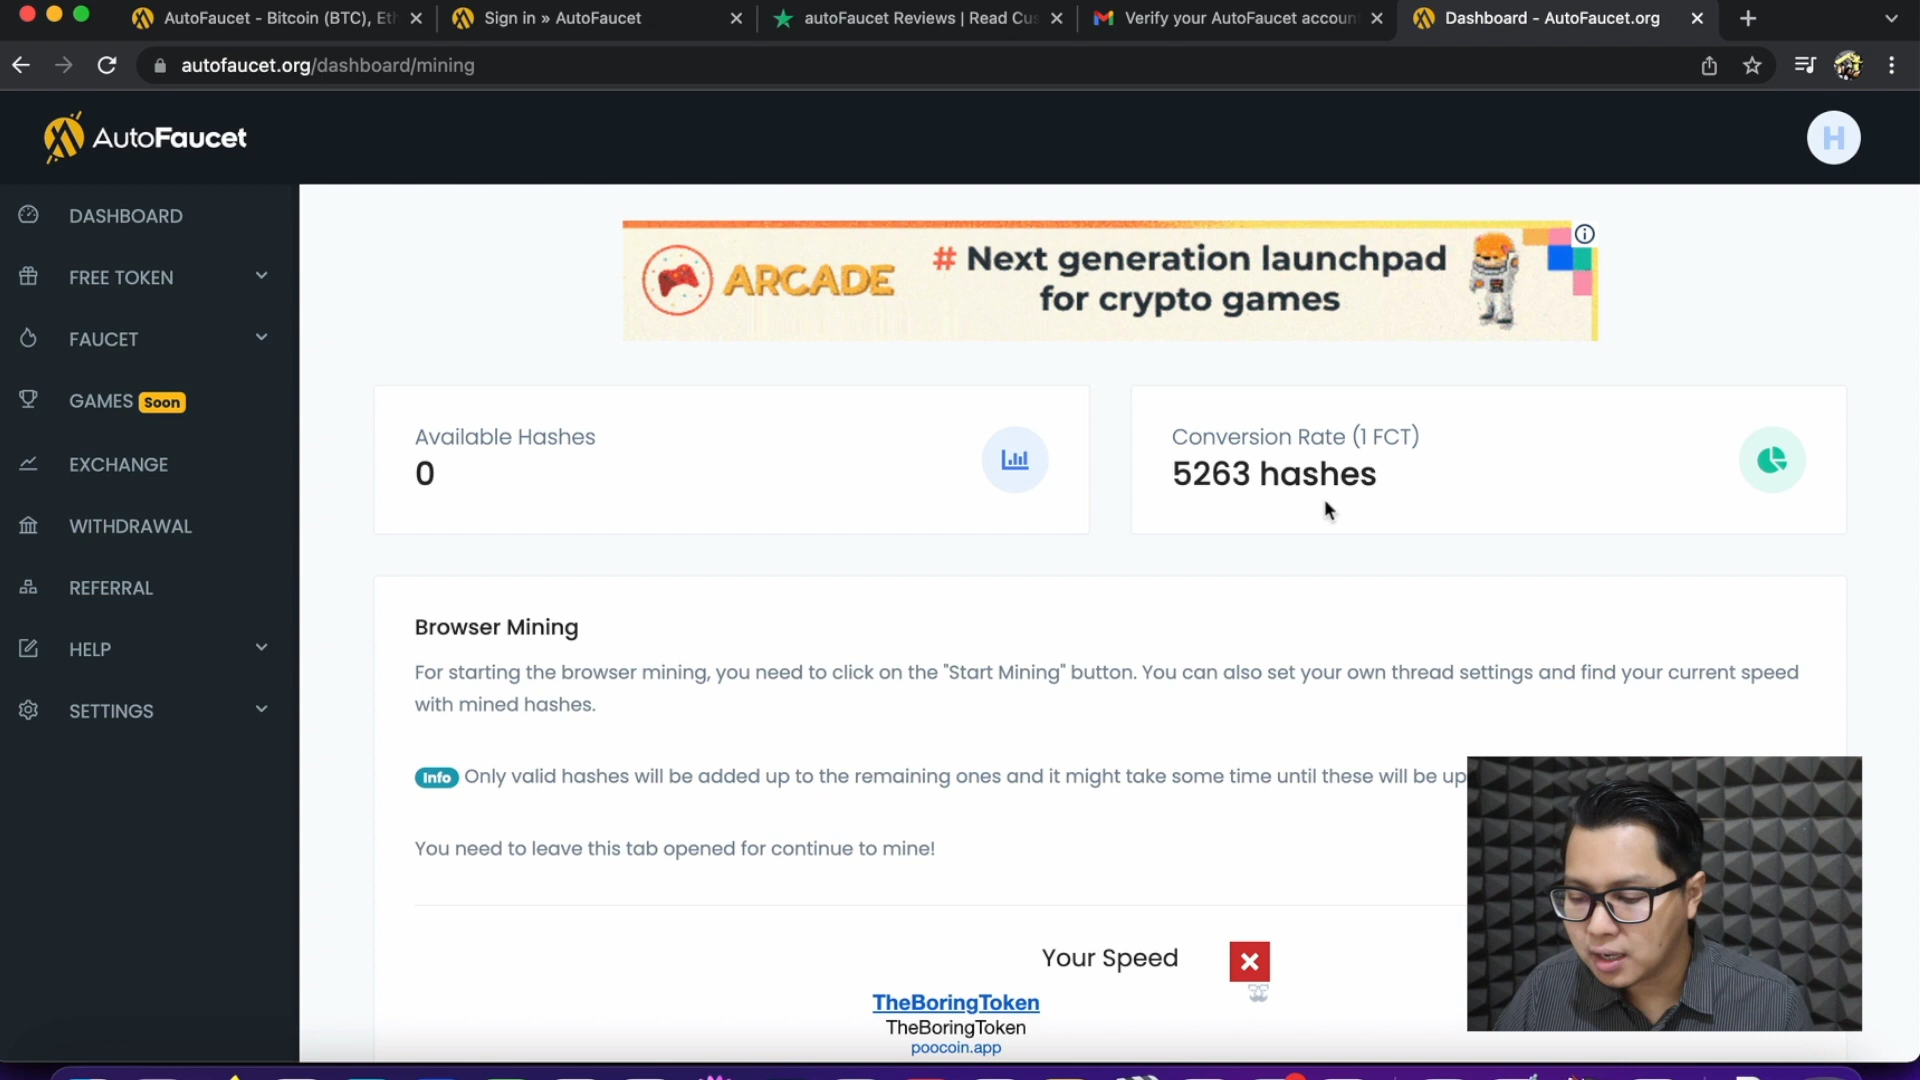 AutoFaucet - Bitcoin (BTC), Et
Sign in » AutoFaucet
autoFaucet Reviews | Read Cus
Verify your AutoFaucet accoun
Dashboard - AutoFaucet.org
autofaucet.org/dashboard/mining
AutoFaucet
H
DASHBOARD
FREE TOKEN
FAUCET
GAMES Soon
EXCHANGE
WITHDRAWAL
REFERRAL
HELP
SETTINGS
ARCADE
# Next generation launchpad
for crypto games
Available Hashes
0
Conversion Rate (1 FCT)
5263 hashes
Browser Mining
For starting the browser mining, you need to click on the "Start Mining" button. You can also set your own thread settings and find your current speed
with mined hashes.
Info Only valid hashes will be added up to the remaining ones and it might take some time until these will be up
You need to leave this tab opened for continue to mine!
Your Speed
TheBoringToken
TheBoringToken
poocoin.app